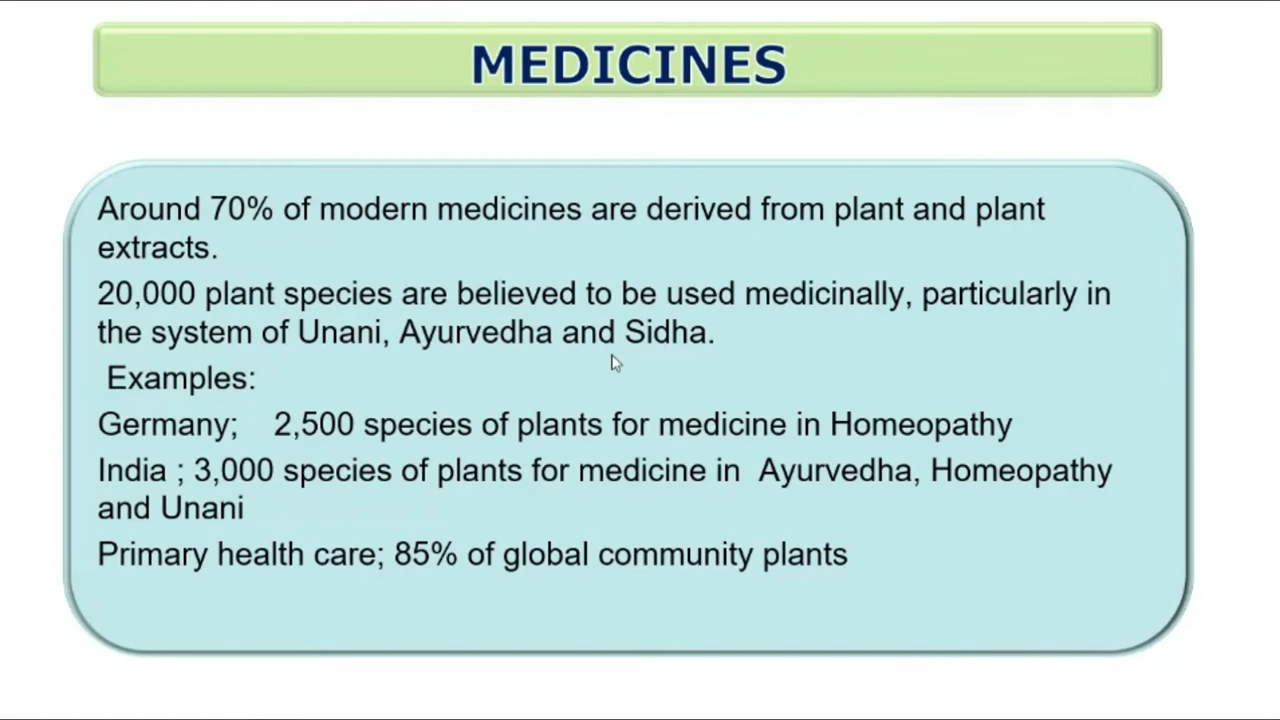 MEDICINES
Around 70% of modern medicines are derived from plant and plant
extracts.
20,000 plant species are believed to be used medicinally, particularly in
the system of Unani, Ayurvedha and Sidha.
Examples:
Germany; 2,500 species of plants for medicine in Homeopathy
India ; 3,000 species of plants for medicine in Ayurvedha, Homeopathy
and Unani
Primary health care; 85% of global community plants